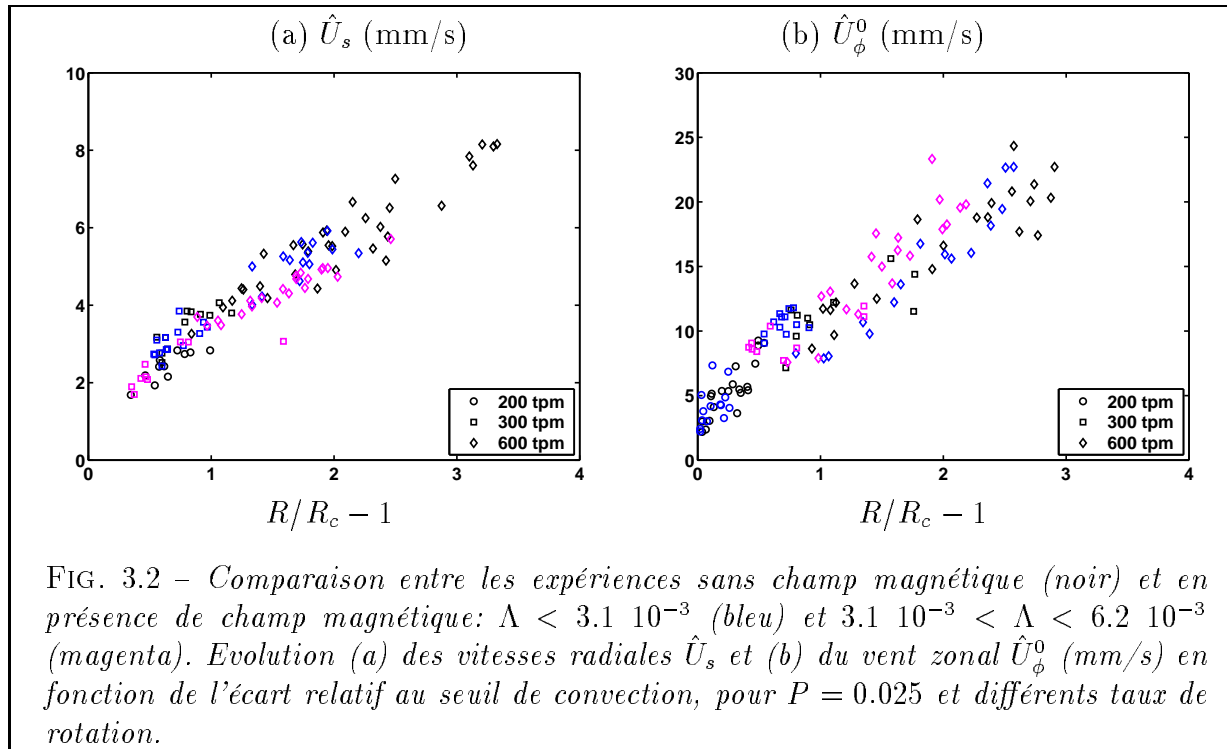 (a) Û_s (mm/s)
(b) Û_ϕ^0 (mm/s)
10
8
6
4
2
0
0 1 2 3 4
200 tpm
300 tpm
600 tpm
R/R_c − 1
30
25
20
15
10
5
0
0 1 2 3 4
200 tpm
300 tpm
600 tpm
R/R_c − 1
FIG. 3.2 – Comparaison entre les expériences sans champ magnétique (noir) et en
présence de champ magnétique: Λ < 3.1 10^−3 (bleu) et 3.1 10^−3 < Λ < 6.2 10^−3
(magenta). Evolution (a) des vitesses radiales Û_s et (b) du vent zonal Û_ϕ^0 (mm/s) en
fonction de l'écart relatif au seuil de convection, pour P = 0.025 et différents taux de
rotation.